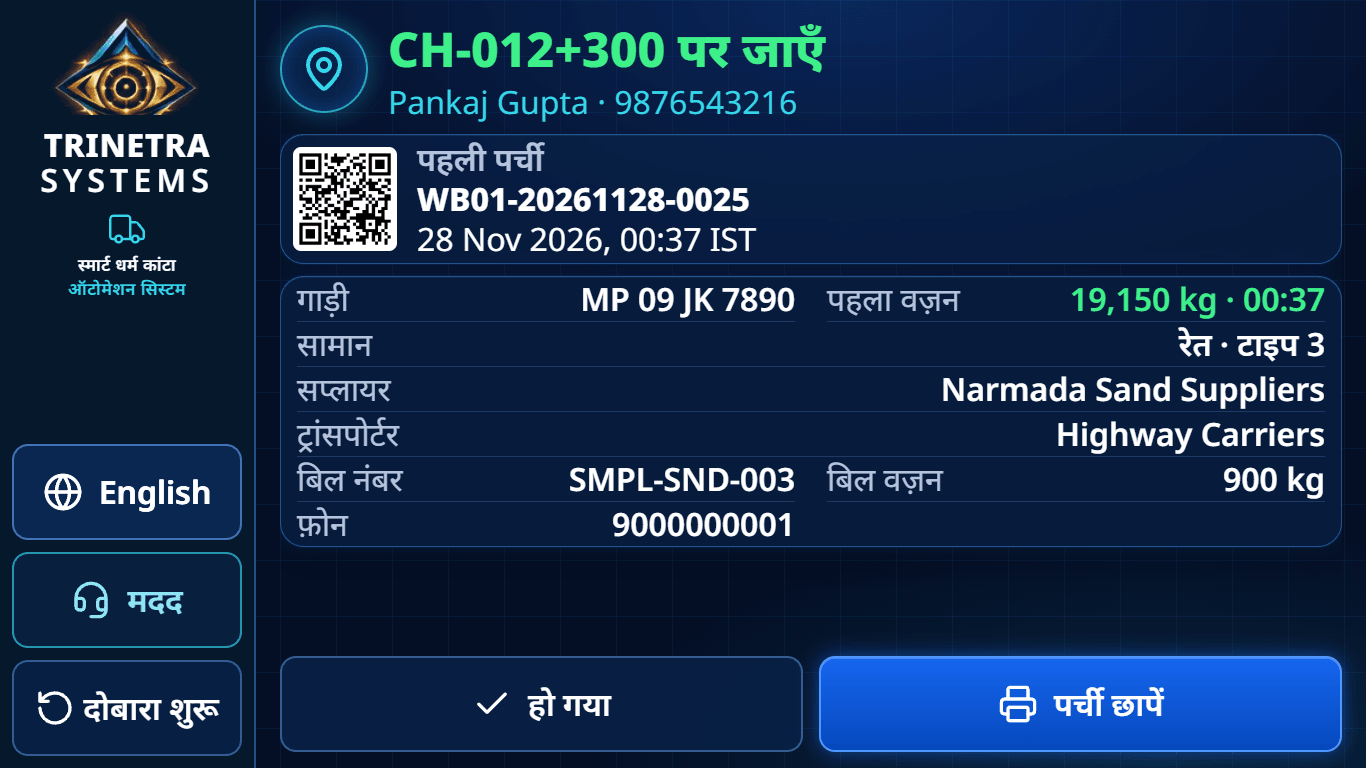 TRINETRA
SYSTEMS
स्मार्ट धर्म कांटा
ऑटोमेशन सिस्टम
English
मदद
दोबारा शुरू
CH-012+300 पर जाएँ
Pankaj Gupta · 9876543216
पहली पर्ची
WB01-20261128-0025
28 Nov 2026, 00:37 IST
गाड़ी MP 09 JK 7890 पहला वज़न 19,150 kg · 00:37
सामान रेत · टाइप 3
सप्लायर Narmada Sand Suppliers
ट्रांसपोर्टर Highway Carriers
बिल नंबर SMPL-SND-003 बिल वज़न 900 kg
फ़ोन 9000000001
हो गया
पर्ची छापें